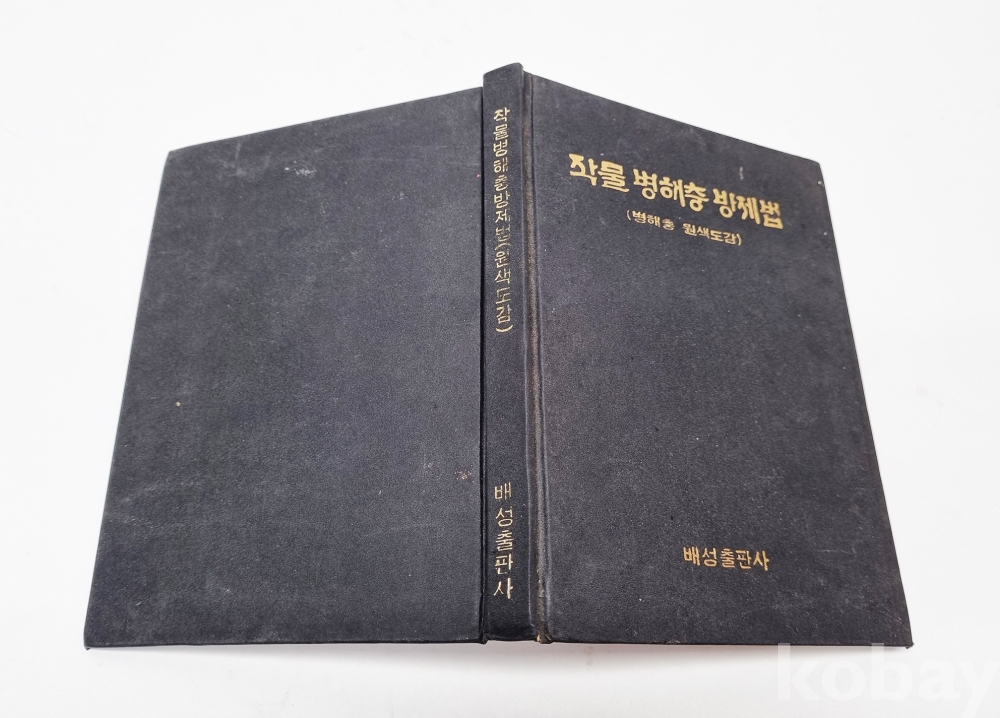 작물병해충방제법(원색도감)
배성출판사
작물 병해충 방제법
(병해충 원색도감)
배성출판사
kobay